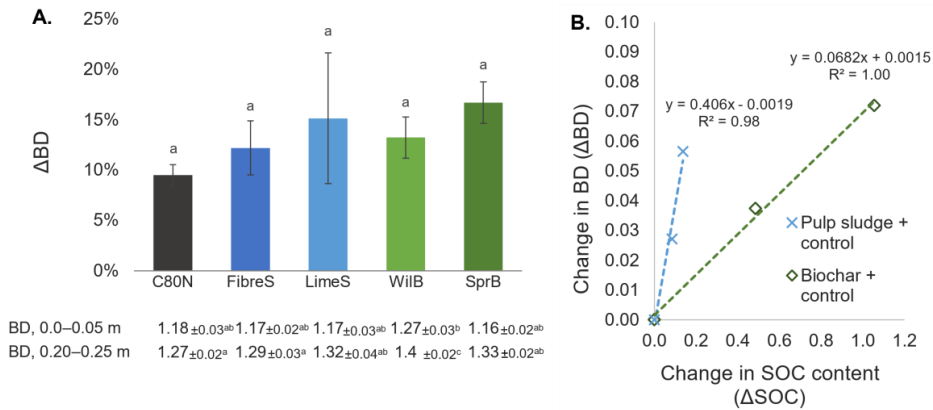 A.
25%
20%
15%
10%
5%
0%
ΔBD
a
a
a
a
a
C80N FibreS LimeS WilB SprB
BD, 0.0–0.05 m 1.18±0.03ab 1.17±0.02ab 1.17±0.03ab 1.27±0.03b 1.16±0.02ab
BD, 0.20–0.25 m 1.27±0.02a 1.29±0.03a 1.32±0.04ab 1.4 ±0.02c 1.33±0.02ab
B.
0.10
0.09
0.08
0.07
0.06
0.05
0.04
0.03
0.02
0.01
0.00
Change in BD (ΔBD)
y = 0.0682x + 0.0015
R² = 1.00
y = 0.406x - 0.0019
R² = 0.98
Pulp sludge +
control
Biochar +
control
0.0 0.2 0.4 0.6 0.8 1.0 1.2
Change in SOC content
(ΔSOC)